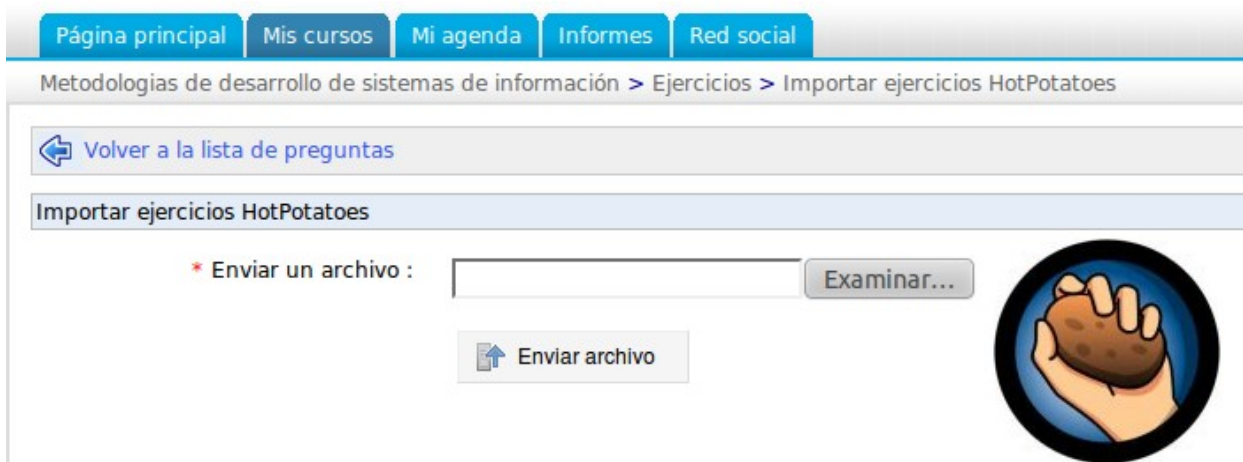 Página principal Mis cursos Mi agenda Informes Red social
Metodologias de desarrollo de sistemas de información > Ejercicios > Importar ejercicios HotPotatoes
Volver a la lista de preguntas
Importar ejercicios HotPotatoes
* Enviar un archivo : Examinar...
Enviar archivo